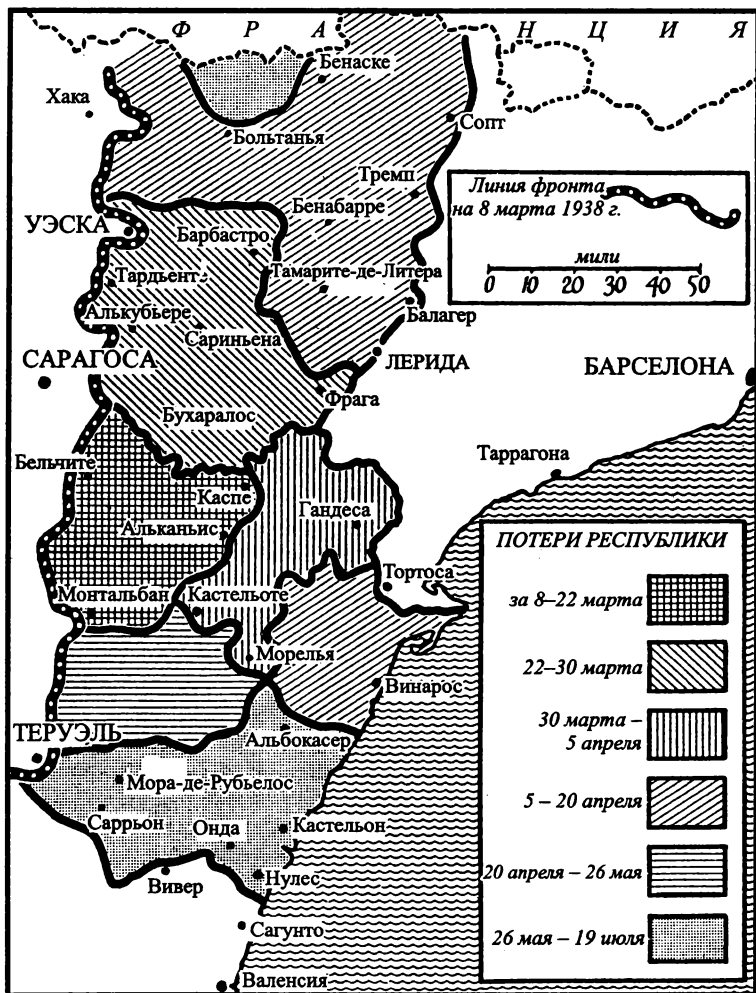 Ф Р А Н Ц И Я
Бенаске
Хака
Сопт
Больтанья
Тремп
Линия фронта
на 8 марта 1938 г.
мили
0 10 20 30 40 50
Бенабарре
УЭСКА
Барбастро
Тардьент
Тамарите-де-Литера
Алькубьере
Балагер
Сариньена
САРАГОСА
ЛЕРИДА
БАРСЕЛОНА
Фрага
Бухаралос
Таррагона
Бельчите
Каспе
Гандеса
Альканьис
ПОТЕРИ РЕСПУБЛИКИ
Тортоса
Монтальбан
Кастельоте
за 8–22 марта
Морелья
22–30 марта
Винарос
30 марта –
5 апреля
ТЕРУЭЛЬ
Альбокасер
Мора-де-Рубьелос
5 – 20 апреля
Саррьон
Онда
Кастельон
20 апреля – 26 мая
Вивер
Нулес
26 мая – 19 июля
Сагунто
Валенсия